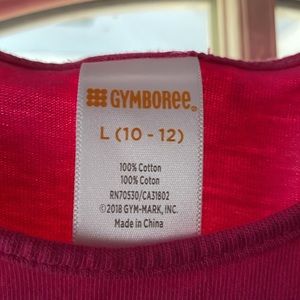 GYMBOREE®
L (10 - 12)
100% Cotton
100% Coton
RN70530/CA31802
©2018 GYM-MARK, INC.
Made in China